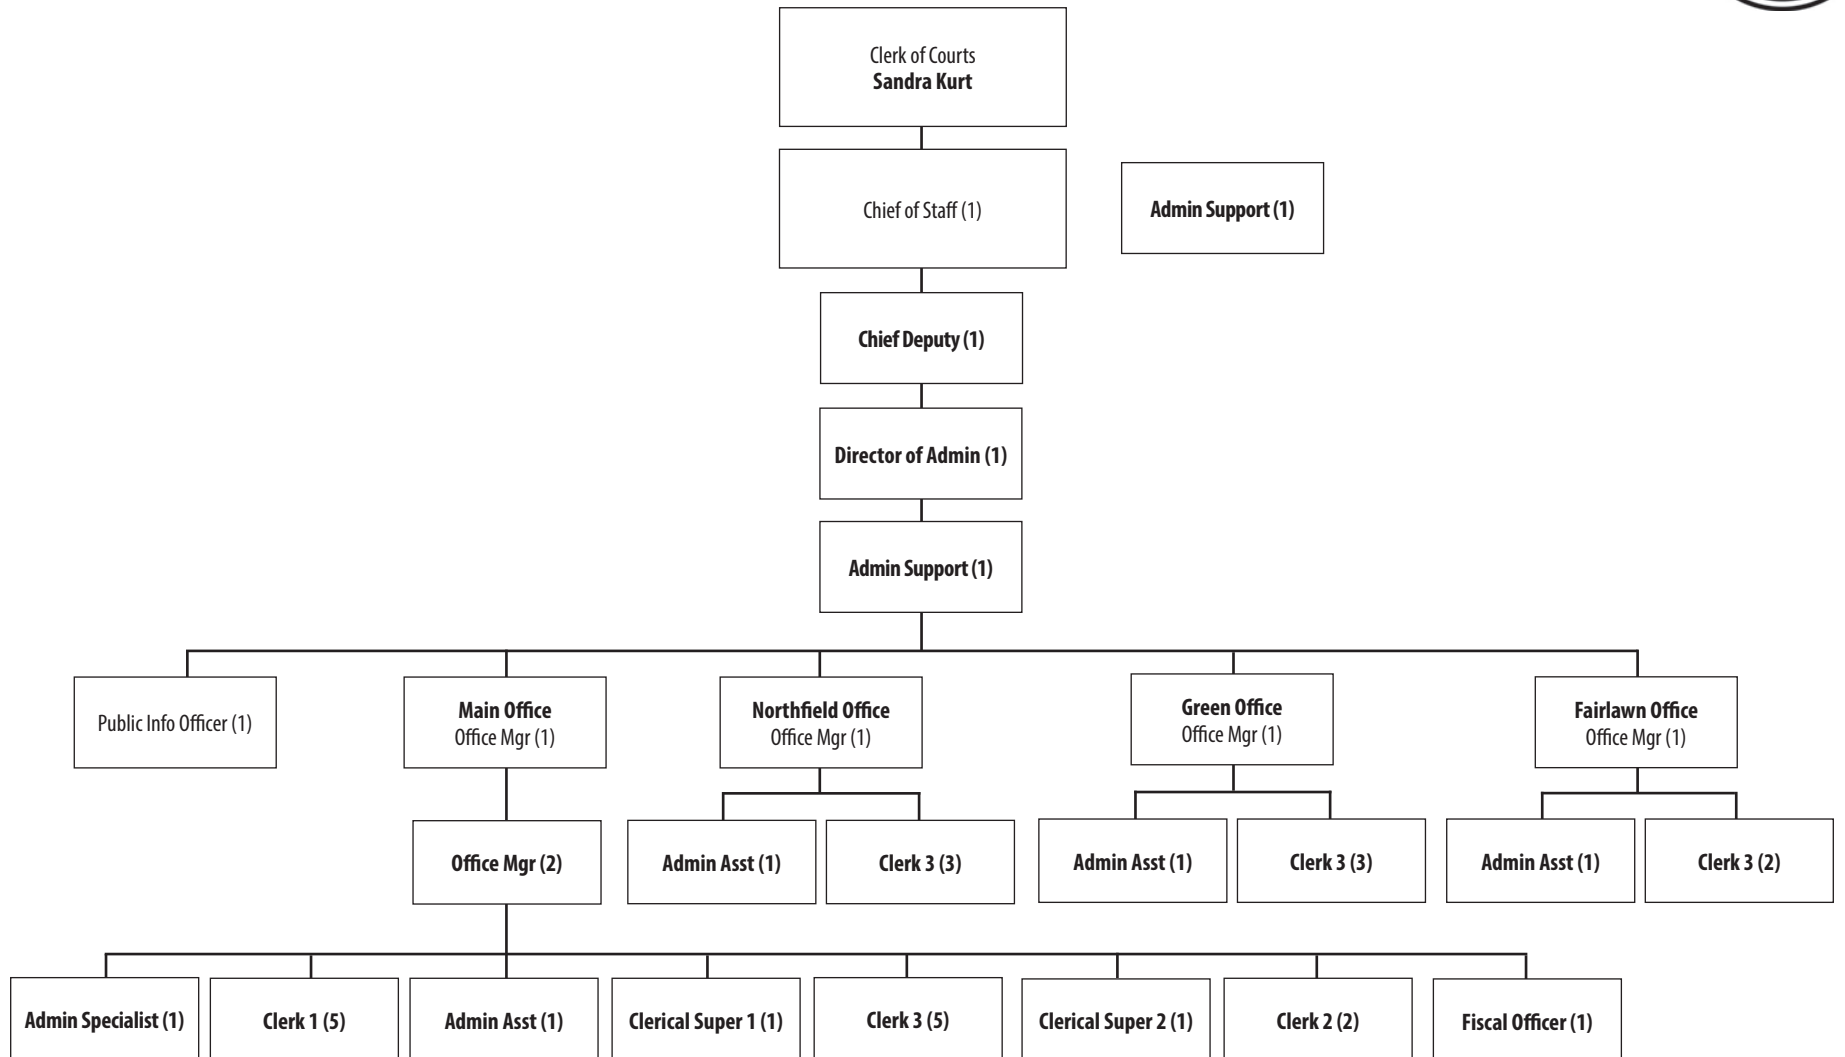 Clerk of Courts
Sandra Kurt
Chief of Staff (1)
Admin Support (1)
Chief Deputy (1)
Director of Admin (1)
Admin Support (1)
Public Info Officer (1)
Main Office
Office Mgr (1)
Northfield Office
Office Mgr (1)
Green Office
Office Mgr (1)
Fairlawn Office
Office Mgr (1)
Office Mgr (2)
Admin Asst (1)
Clerk 3 (3)
Admin Asst (1)
Clerk 3 (3)
Admin Asst (1)
Clerk 3 (2)
Admin Specialist (1)
Clerk 1 (5)
Admin Asst (1)
Clerical Super 1 (1)
Clerk 3 (5)
Clerical Super 2 (1)
Clerk 2 (2)
Fiscal Officer (1)